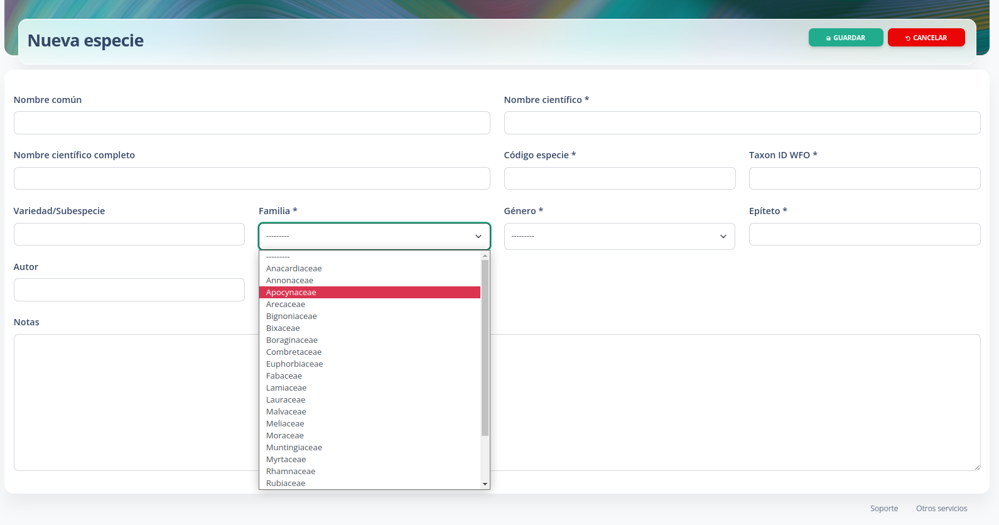 Nueva especie
GUARDAR
CANCELAR
Nombre común
Nombre científico *
Nombre científico completo
Código especie *
Taxon ID WFO *
Variedad/Subespecie
Familia *
Género *
Epíteto *
---------
---------
Autor
Notas
---------
Anacardiaceae
Annonaceae
Apocynaceae
Arecaceae
Bignoniaceae
Bixaceae
Boraginaceae
Combretaceae
Euphorbiaceae
Fabaceae
Lamiaceae
Lauraceae
Malvaceae
Meliaceae
Moraceae
Muntingiaceae
Myrtaceae
Rhamnaceae
Rubiaceae
Soporte
Otros servicios